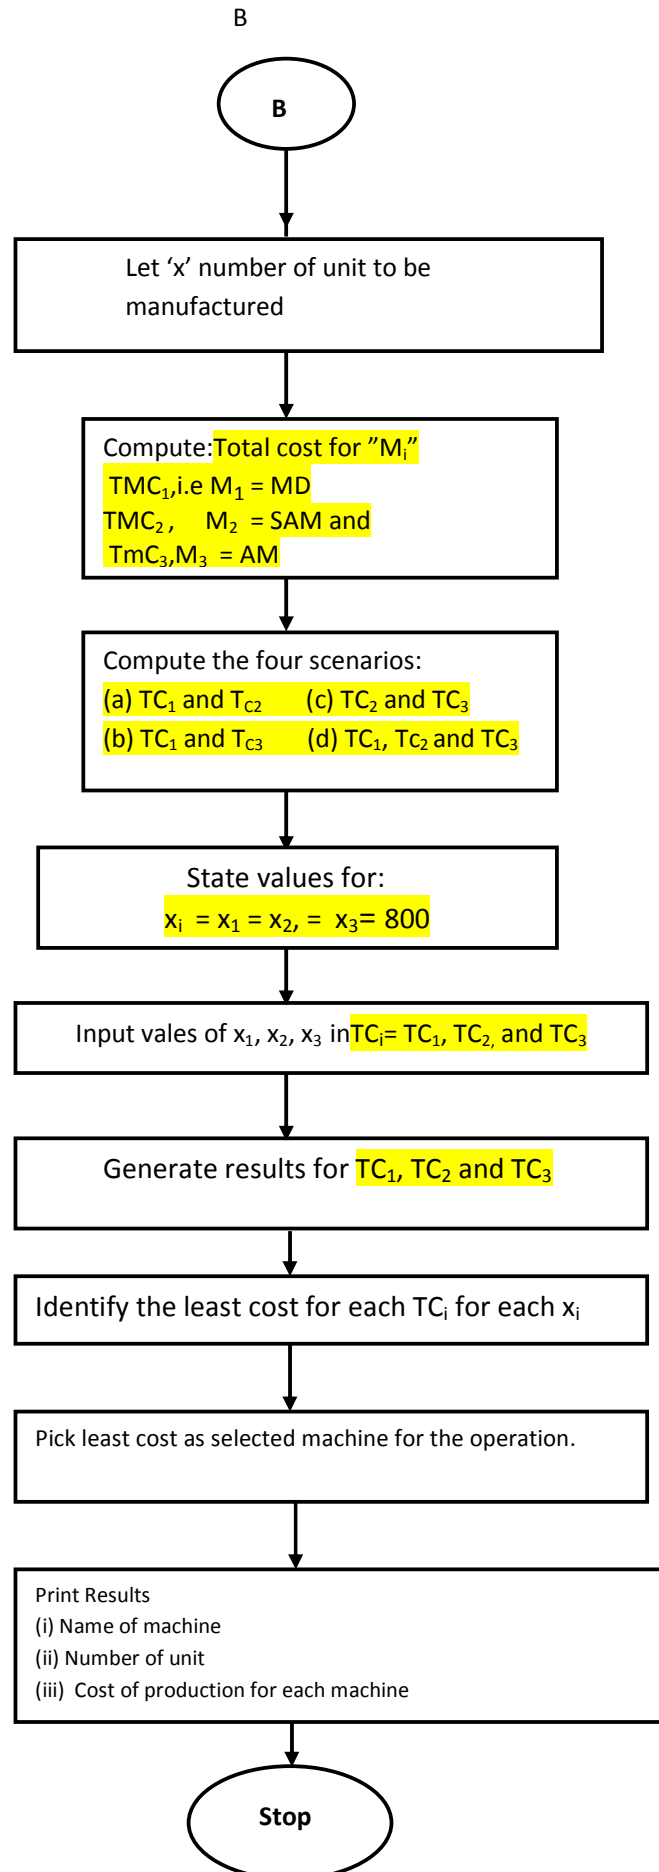 B
B
Let ‘x’ number of unit to be
manufactured
Compute:Total cost for ”Mᵢ”
TMC₁,i.e M₁ = MD
TMC₂ , M₂ = SAM and
TmC₃,M₃ = AM
Compute the four scenarios:
(a) TC₁ and T_C2 (c) TC₂ and TC₃
(b) TC₁ and T_C3 (d) TC₁, Tc₂ and TC₃
State values for:
xᵢ = x₁ = x₂, = x₃= 800
Input vales of x₁, x₂, x₃ inTCᵢ= TC₁, TC₂, and TC₃
Generate results for TC₁, TC₂ and TC₃
Identify the least cost for each TCᵢ for each xᵢ
Pick least cost as selected machine for the operation.
Print Results
(i) Name of machine
(ii) Number of unit
(iii) Cost of production for each machine
Stop